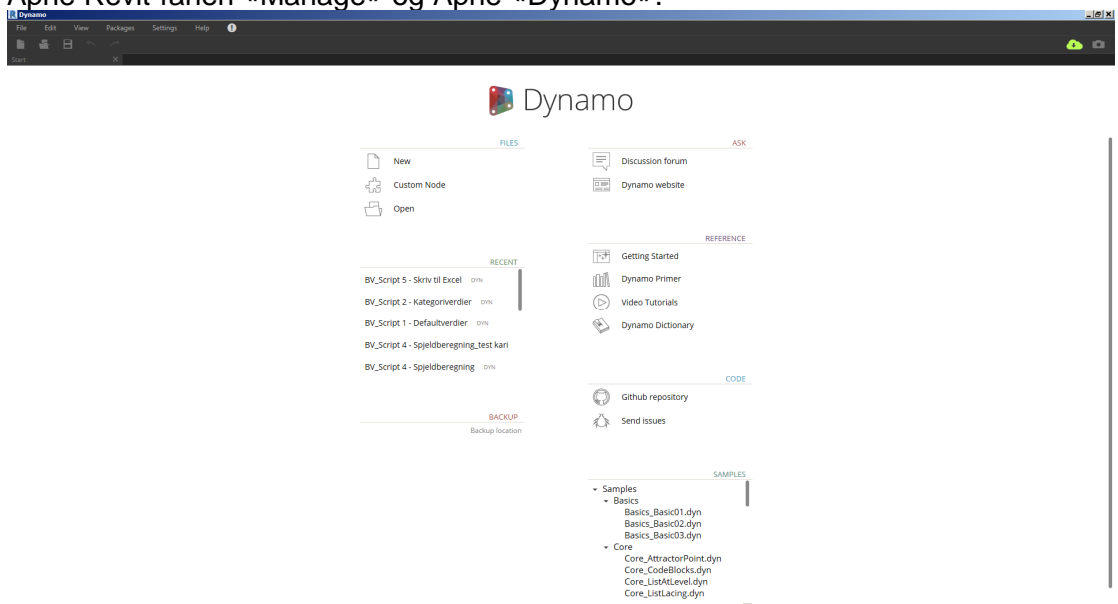 Åpne Revit fanen «Manage» og Åpne «Dynamo».
Dynamo
File Edit View Packages Settings Help
Start
Dynamo
FILES
New
Custom Node
Open
RECENT
BV_Script 5 - Skriv til Excel DYN
BV_Script 2 - Kategoriverdier DYN
BV_Script 1 - Defaultverdier DYN
BV_Script 4 - Spjeldberegning_test kari
BV_Script 4 - Spjeldberegning DYN
BACKUP
Backup location
ASK
Discussion forum
Dynamo website
REFERENCE
Getting Started
Dynamo Primer
Video Tutorials
Dynamo Dictionary
CODE
Github repository
Send issues
SAMPLES
Samples
Basics
Basics_Basic01.dyn
Basics_Basic02.dyn
Basics_Basic03.dyn
Core
Core_AttractorPoint.dyn
Core_CodeBlocks.dyn
Core_ListAtLevel.dyn
Core_ListLacing.dyn